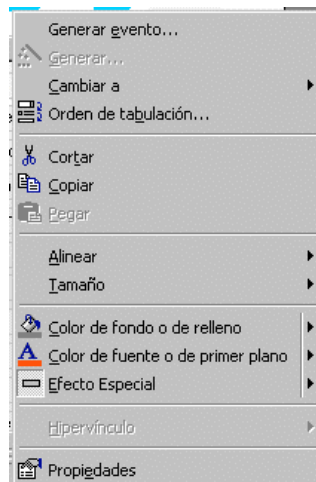 Generar evento...
Generar...
Cambiar a
Orden de tabulación...
Cortar
Copiar
Pegar
Alinear
Tamaño
Color de fondo o de relleno
Color de fuente o de primer plano
Efecto Especial
Hipervínculo
Propiedades